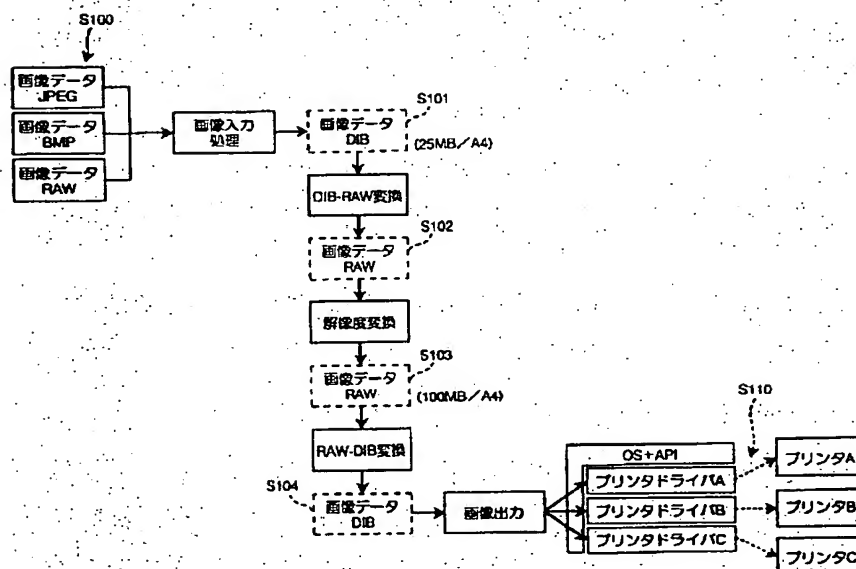 S100
画像データ
JPEG
画像データ
BMP
画像データ
RAW
画像入力
処理
S101
画像データ
DIB
(25MB/A4)
DIB-RAW変換
S102
画像データ
RAW
解像度変換
S103
画像データ
RAW
(100MB/A4)
RAW-DIB変換
S104
画像データ
DIB
画像出力
OS+API
プリンタドライバA
プリンタドライバB
プリンタドライバC
S110
プリンタA
プリンタB
プリンタC